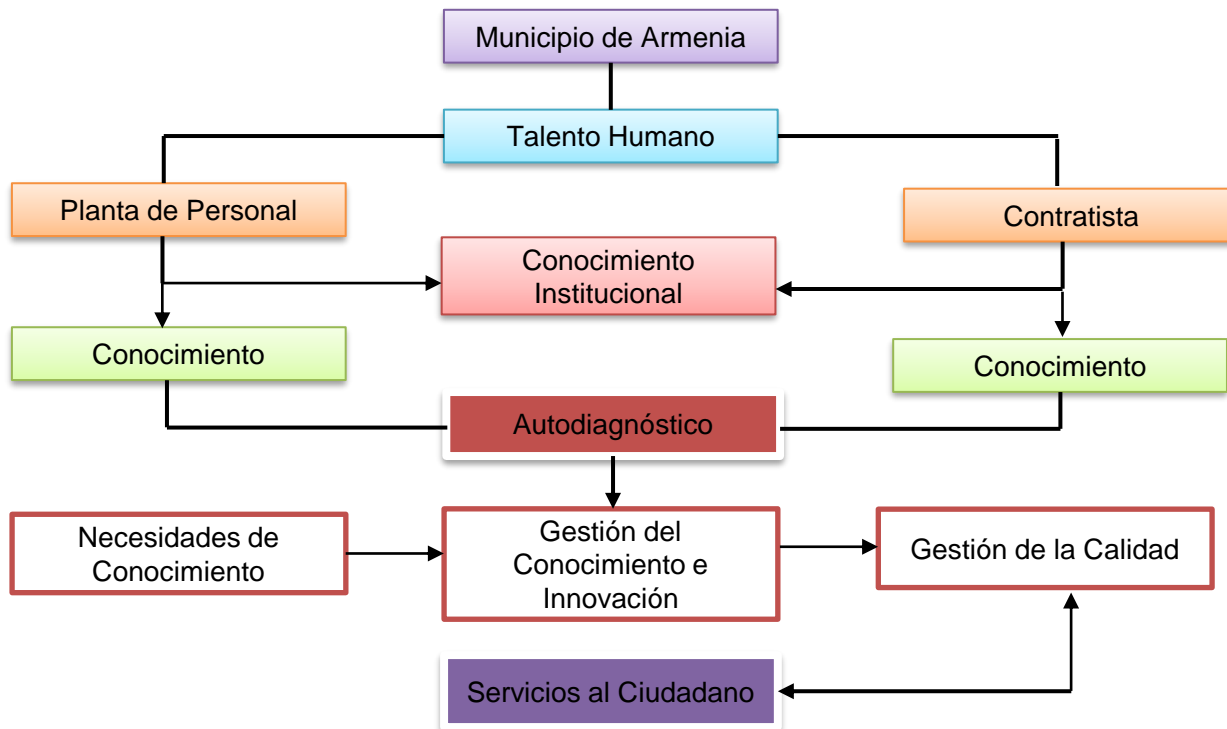 Municipio de Armenia
Talento Humano
Planta de Personal
Contratista
Conocimiento
Institucional
Conocimiento
Conocimiento
Autodiagnóstico
Necesidades de
Conocimiento
Gestión del
Conocimiento e
Innovación
Gestión de la Calidad
Servicios al Ciudadano